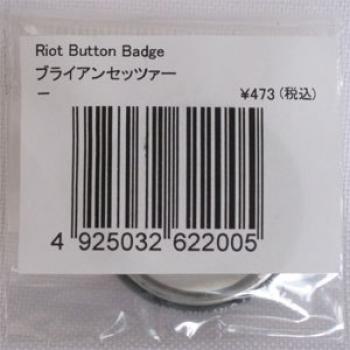 Riot Button Badge
ブライアンセッツァー
ー ¥473(税込)
4 925032 622005